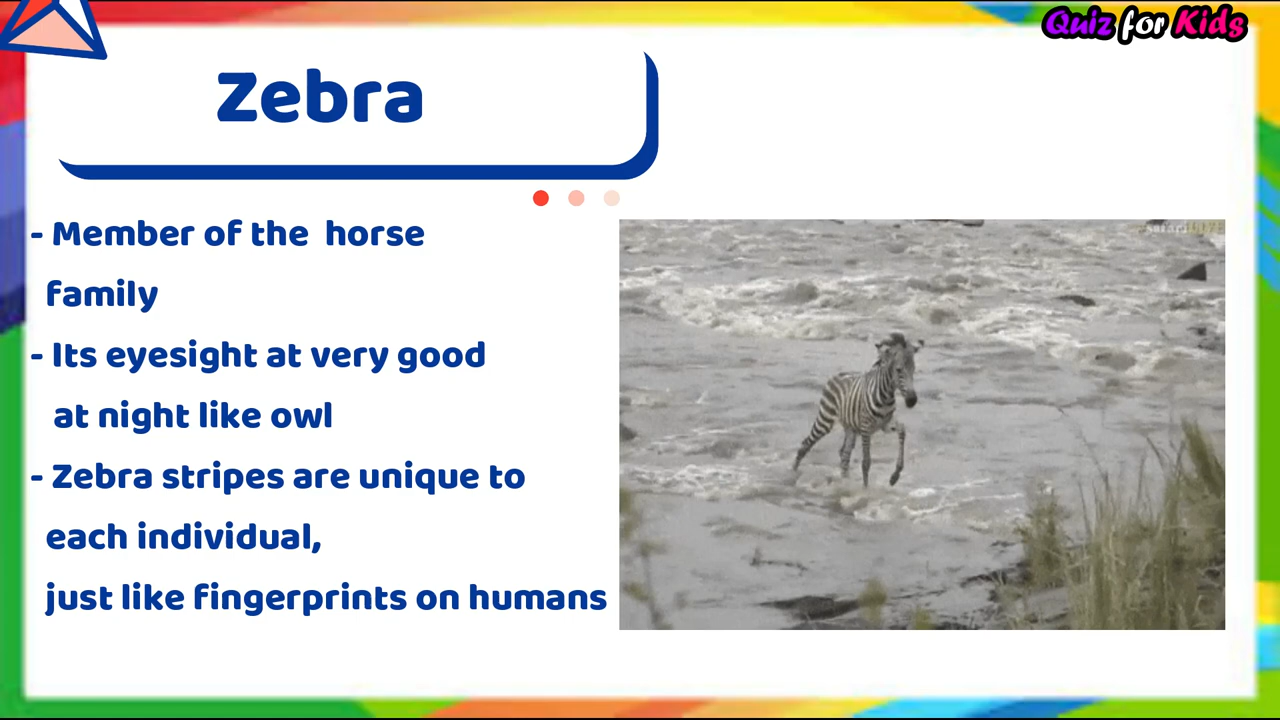 Quiz for Kids
Zebra
- Member of the horse
family
- Its eyesight at very good
at night like owl
- Zebra stripes are unique to
each individual,
just like fingerprints on humans